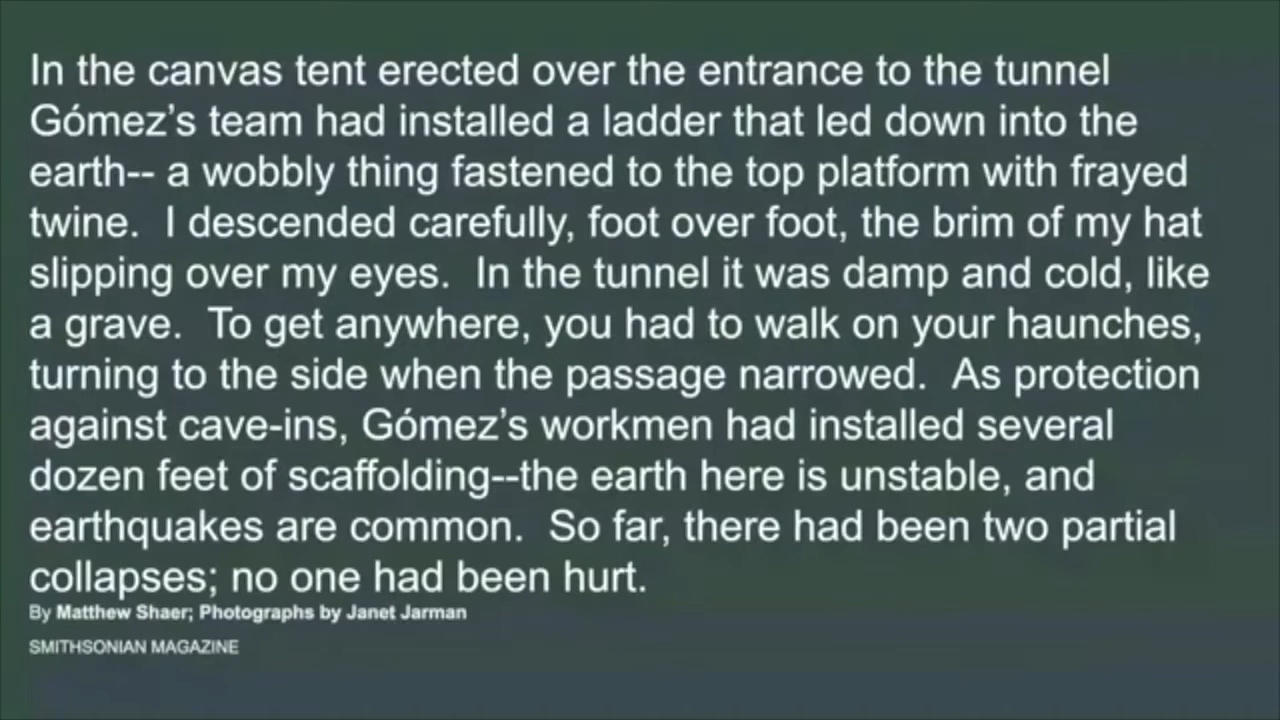 In the canvas tent erected over the entrance to the tunnel
Gómez’s team had installed a ladder that led down into the
earth-- a wobbly thing fastened to the top platform with frayed
twine.  I descended carefully, foot over foot, the brim of my hat
slipping over my eyes.  In the tunnel it was damp and cold, like
a grave.  To get anywhere, you had to walk on your haunches,
turning to the side when the passage narrowed.  As protection
against cave-ins, Gómez’s workmen had installed several
dozen feet of scaffolding--the earth here is unstable, and
earthquakes are common.  So far, there had been two partial
collapses; no one had been hurt.
By Matthew Shaer; Photographs by Janet Jarman
SMITHSONIAN MAGAZINE